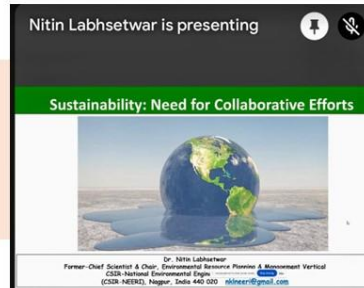 Nitin Labhsetwar is presenting
Sustainability: Need for Collaborative Efforts
Dr. Nitin Labhsetwar
Former-Chief Scientist & Chair, Environmental Resource Planning & Management Vertical
CSIR-National Environmental Engin
(CSIR-NEERI), Nagpur, India 440 020 nklneeri@gmail.com